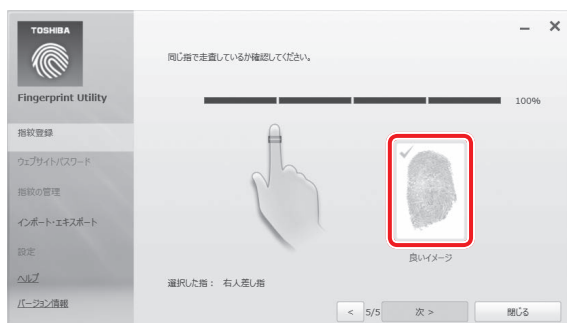 TOSHIBA
Fingerprint Utility
指紋登録
ウェブサイトパスワード
指紋の管理
インポート・エキスポート
設定
ヘルプ
バージョン情報
同じ指で走査しているか確認してください。
100%
良いイメージ
選択した指： 右人差し指
< 5/5 次 > 閉じる